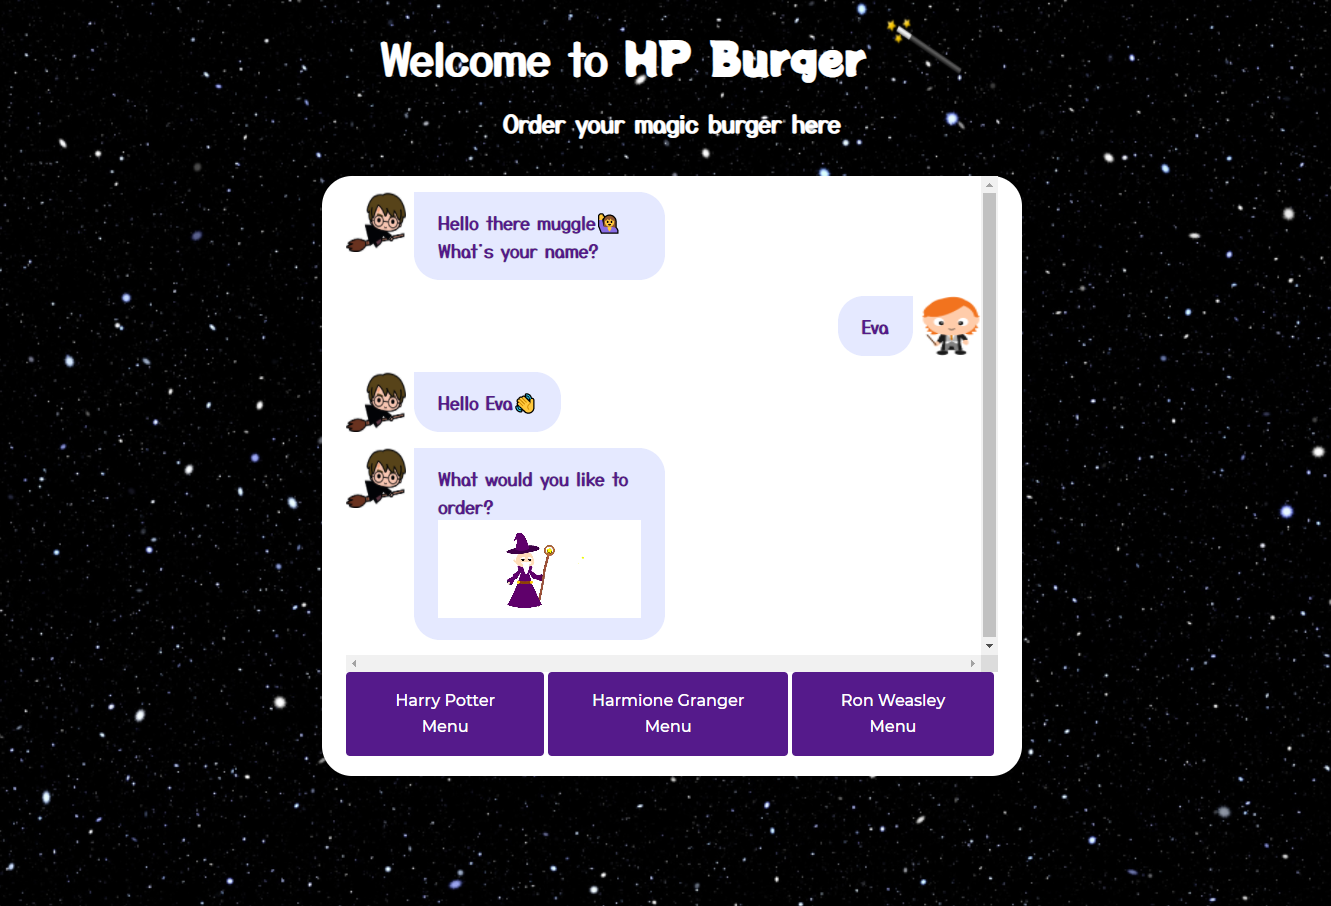 Welcome to HP Burger
Order your magic burger here
Hello there muggle🙋
What's your name?
Eva
Hello Eva👏
What would you like to
order?
Harry Potter
Menu
Harmione Granger
Menu
Ron Weasley
Menu